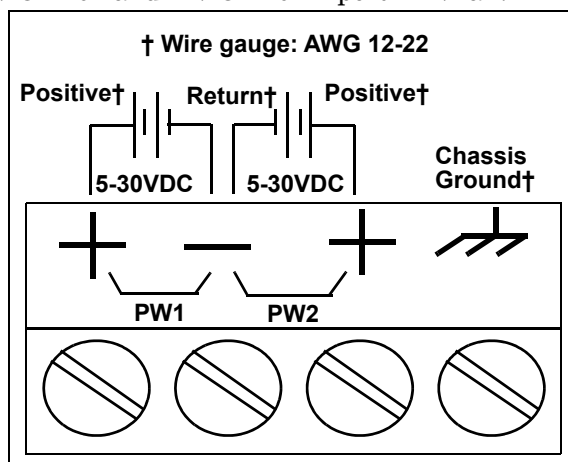 † Wire gauge: AWG 12-22
Positive† Return† Positive†
5-30VDC 5-30VDC
Chassis
Ground†
PW1 PW2